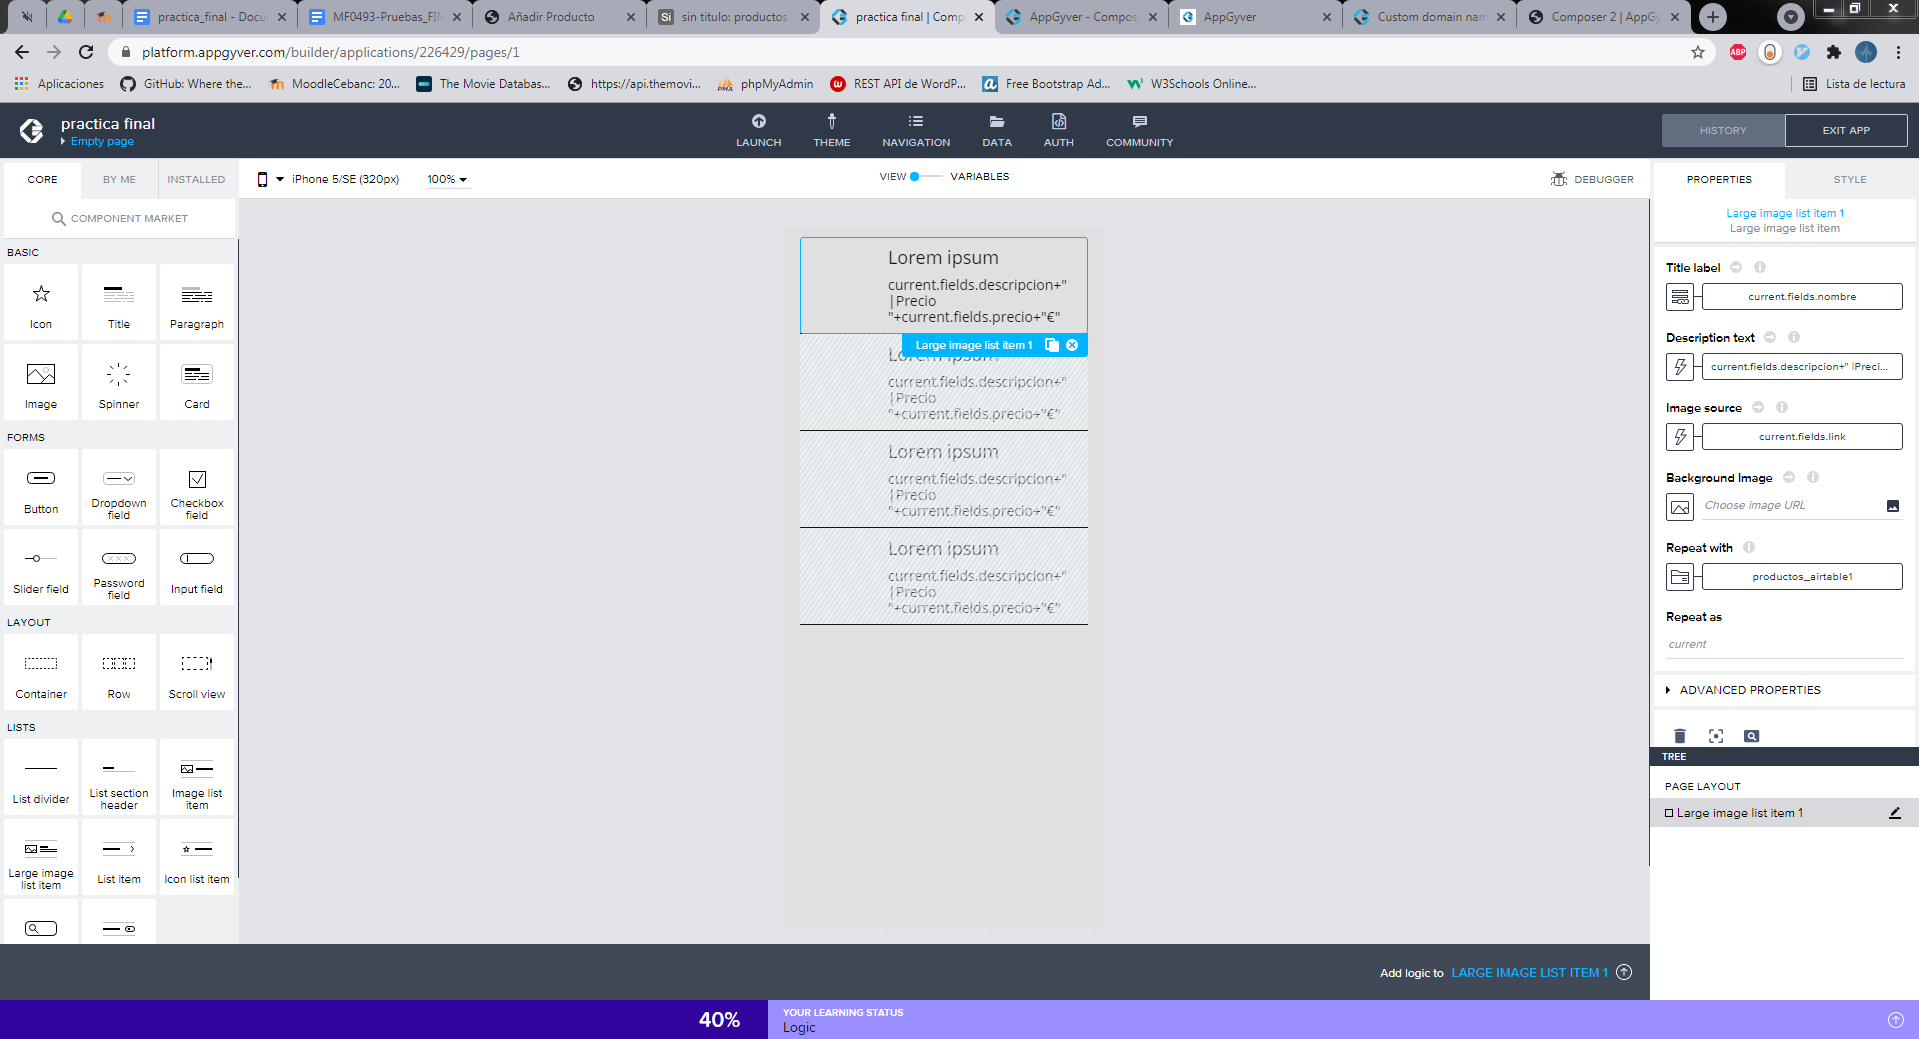 practica_final - Docu
MF0493-Pruebas_FIN
Añadir Producto
sin titulo: productos
practica final | Comp
AppGyver - Compos
AppGyver
Custom domain nam
Composer 2 | AppGy
platform.appgyver.com/builder/applications/226429/pages/1
ABP
Aplicaciones
GitHub: Where the...
MoodleCebanc: 20...
The Movie Databas...
https://api.themovi...
phpMyAdmin
REST API de WordP...
Free Bootstrap Ad...
W3Schools Online...
Lista de lectura
practica final
Empty page
LAUNCH
THEME
NAVIGATION
DATA
AUTH
COMMUNITY
HISTORY
EXIT APP
CORE
BY ME
INSTALLED
iPhone 5/SE (320px)
100%
VIEW
VARIABLES
DEBUGGER
PROPERTIES
STYLE
COMPONENT MARKET
BASIC
Icon
Title
Paragraph
Image
Spinner
Card
FORMS
Button
Dropdown field
Checkbox field
Slider field
Password field
Input field
LAYOUT
Container
Row
Scroll view
LISTS
List divider
List section header
Image list item
Large image list item
List item
Icon list item
Lorem ipsum
current.fields.descripcion+"
|Precio
"+current.fields.precio+"€"
Large image list item 1
Lorem ipsum
current.fields.descripcion+"
|Precio
"+current.fields.precio+"€"
Lorem ipsum
current.fields.descripcion+"
|Precio
"+current.fields.precio+"€"
Lorem ipsum
current.fields.descripcion+"
|Precio
"+current.fields.precio+"€"
Large image list item 1
Large image list item
Title label
current.fields.nombre
Description text
current.fields.descripcion+" |Preci...
Image source
current.fields.link
Background Image
Choose image URL
Repeat with
productos_airtable1
Repeat as
current
ADVANCED PROPERTIES
TREE
PAGE LAYOUT
Large image list item 1
Add logic to LARGE IMAGE LIST ITEM 1
40%
YOUR LEARNING STATUS
Logic